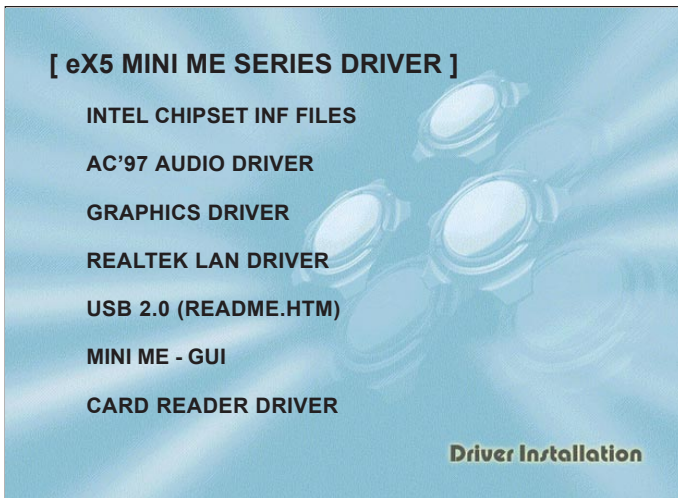 [ eX5 MINI ME SERIES DRIVER ]
INTEL CHIPSET INF FILES
AC’97 AUDIO DRIVER
GRAPHICS DRIVER
REALTEK LAN DRIVER
USB 2.0 (README.HTM)
MINI ME - GUI
CARD READER DRIVER
Driver Installation